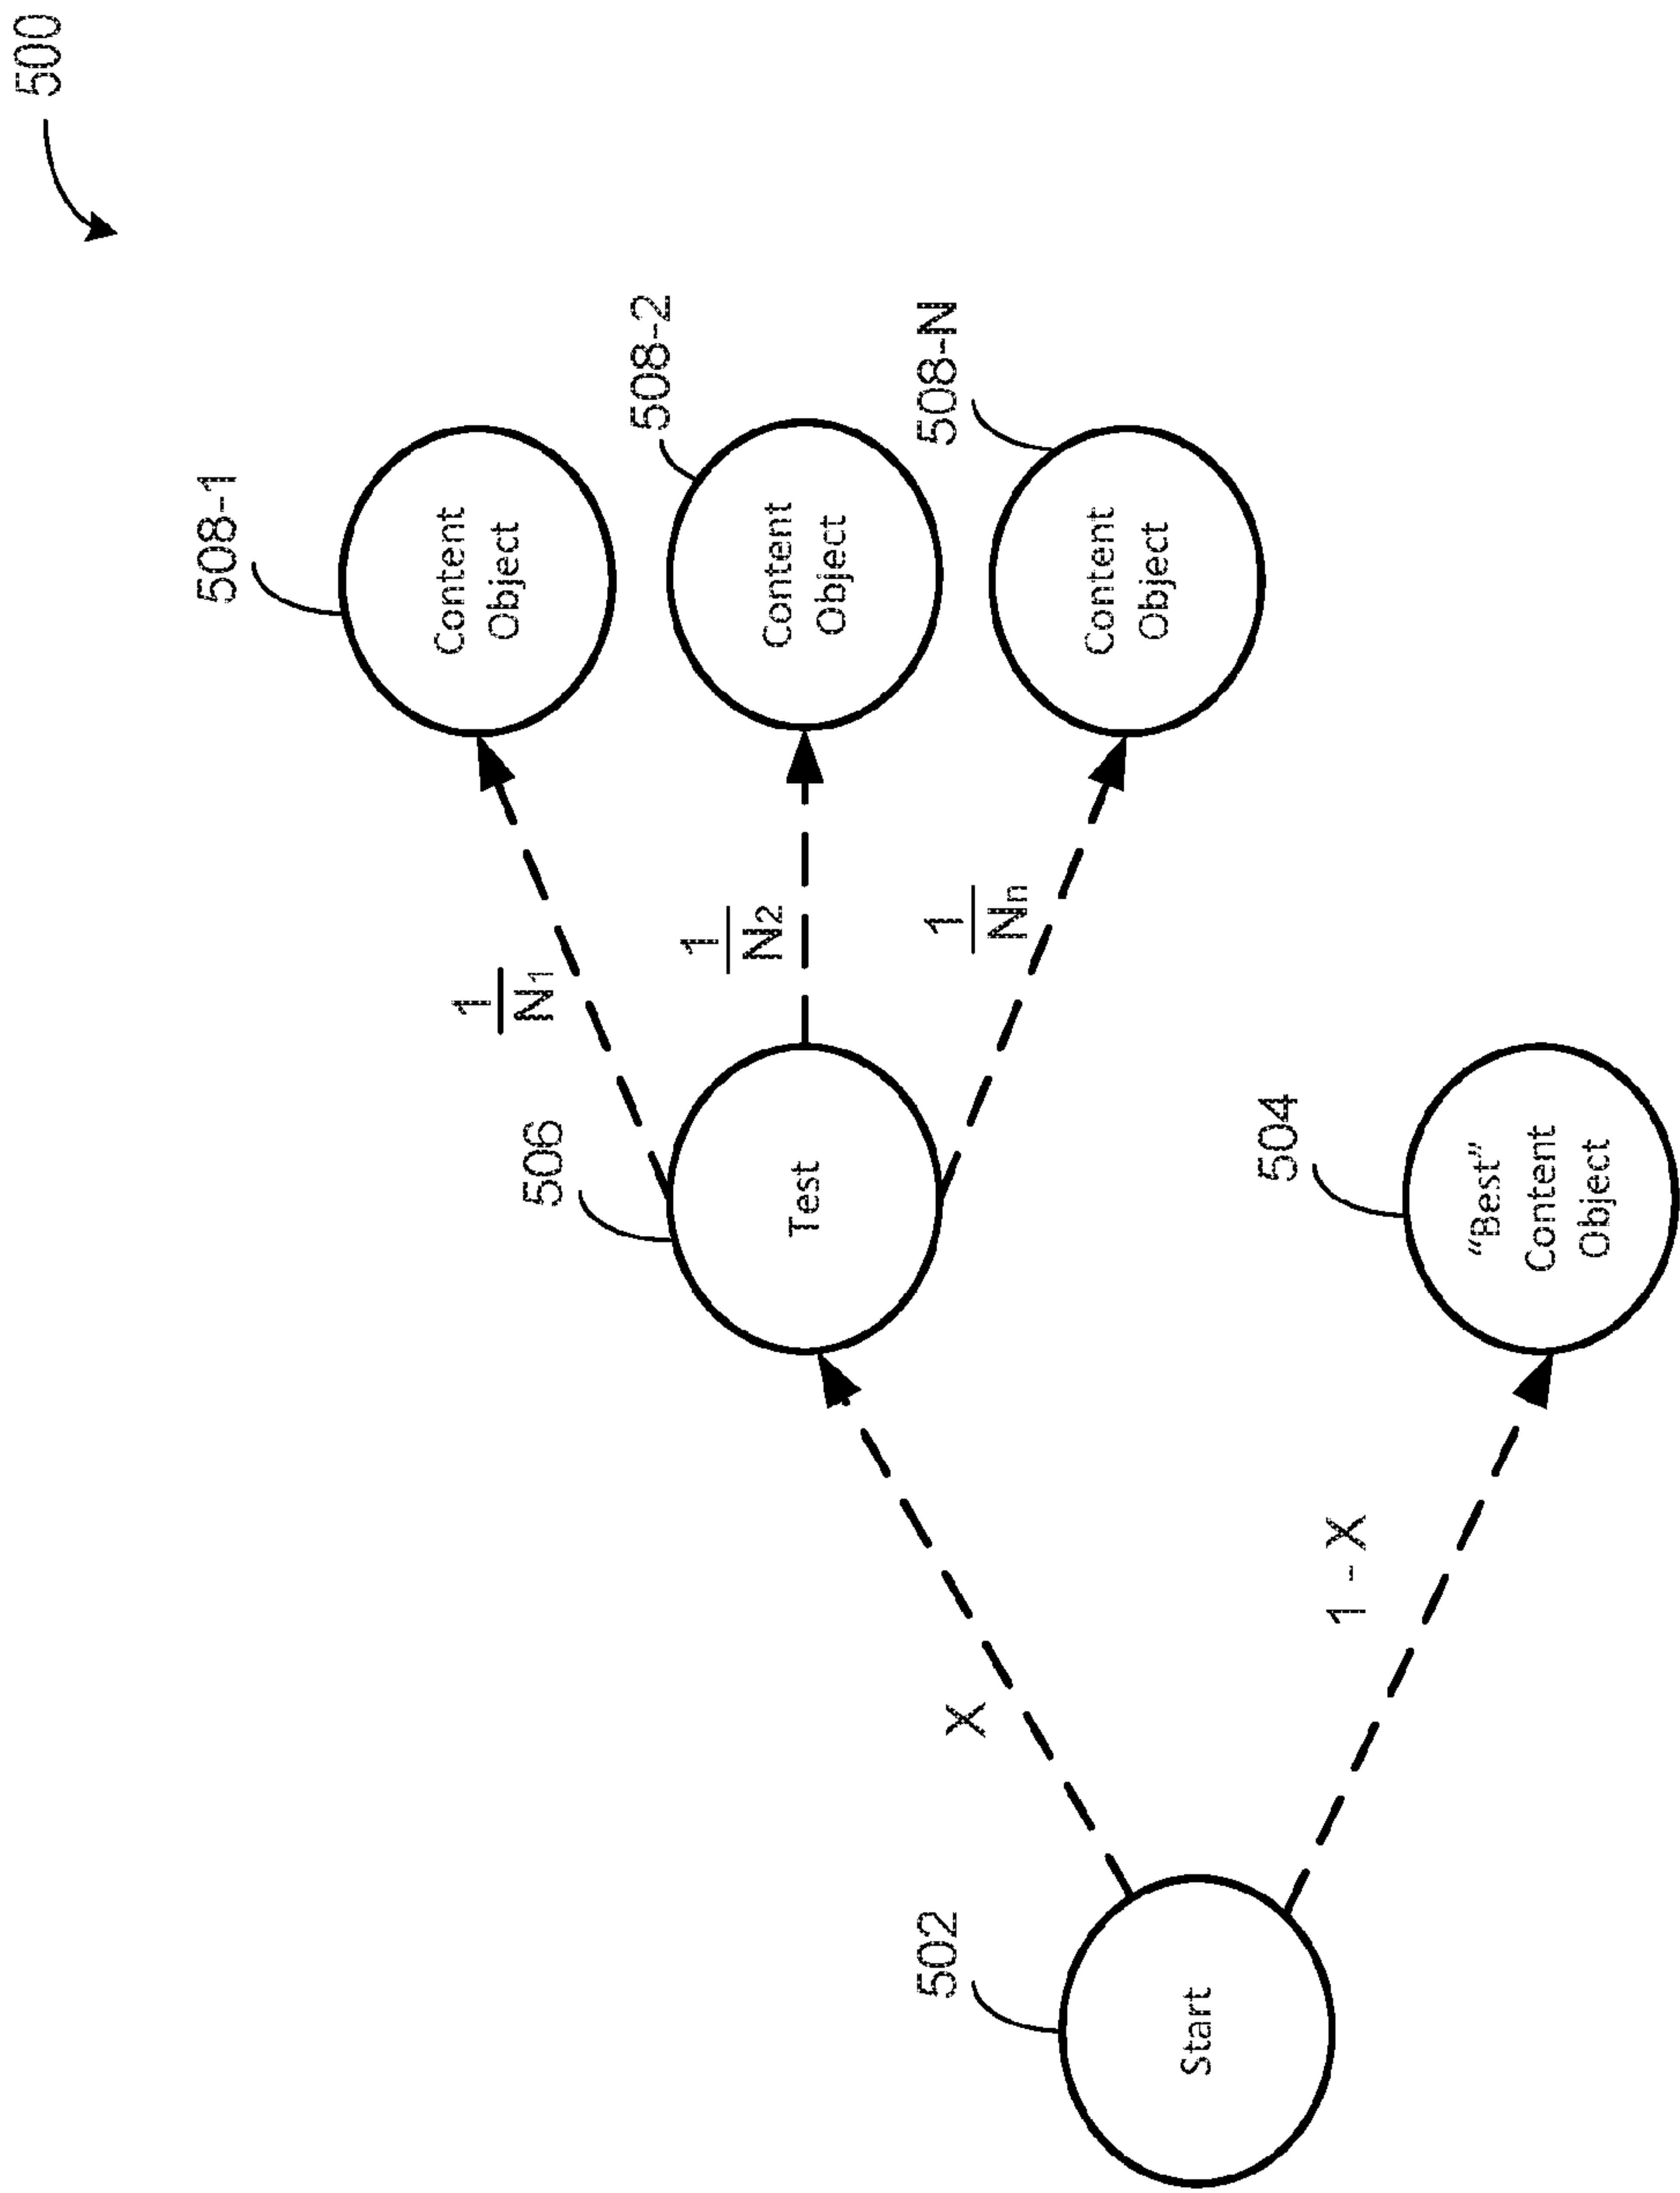 500
508-1
Content
Object
1
N1
508-2
Content
Object
1
N2
506
Test
508-N
Content
Object
1
Nn
X
502
Start
1 - X
504
“Best”
Content
Object